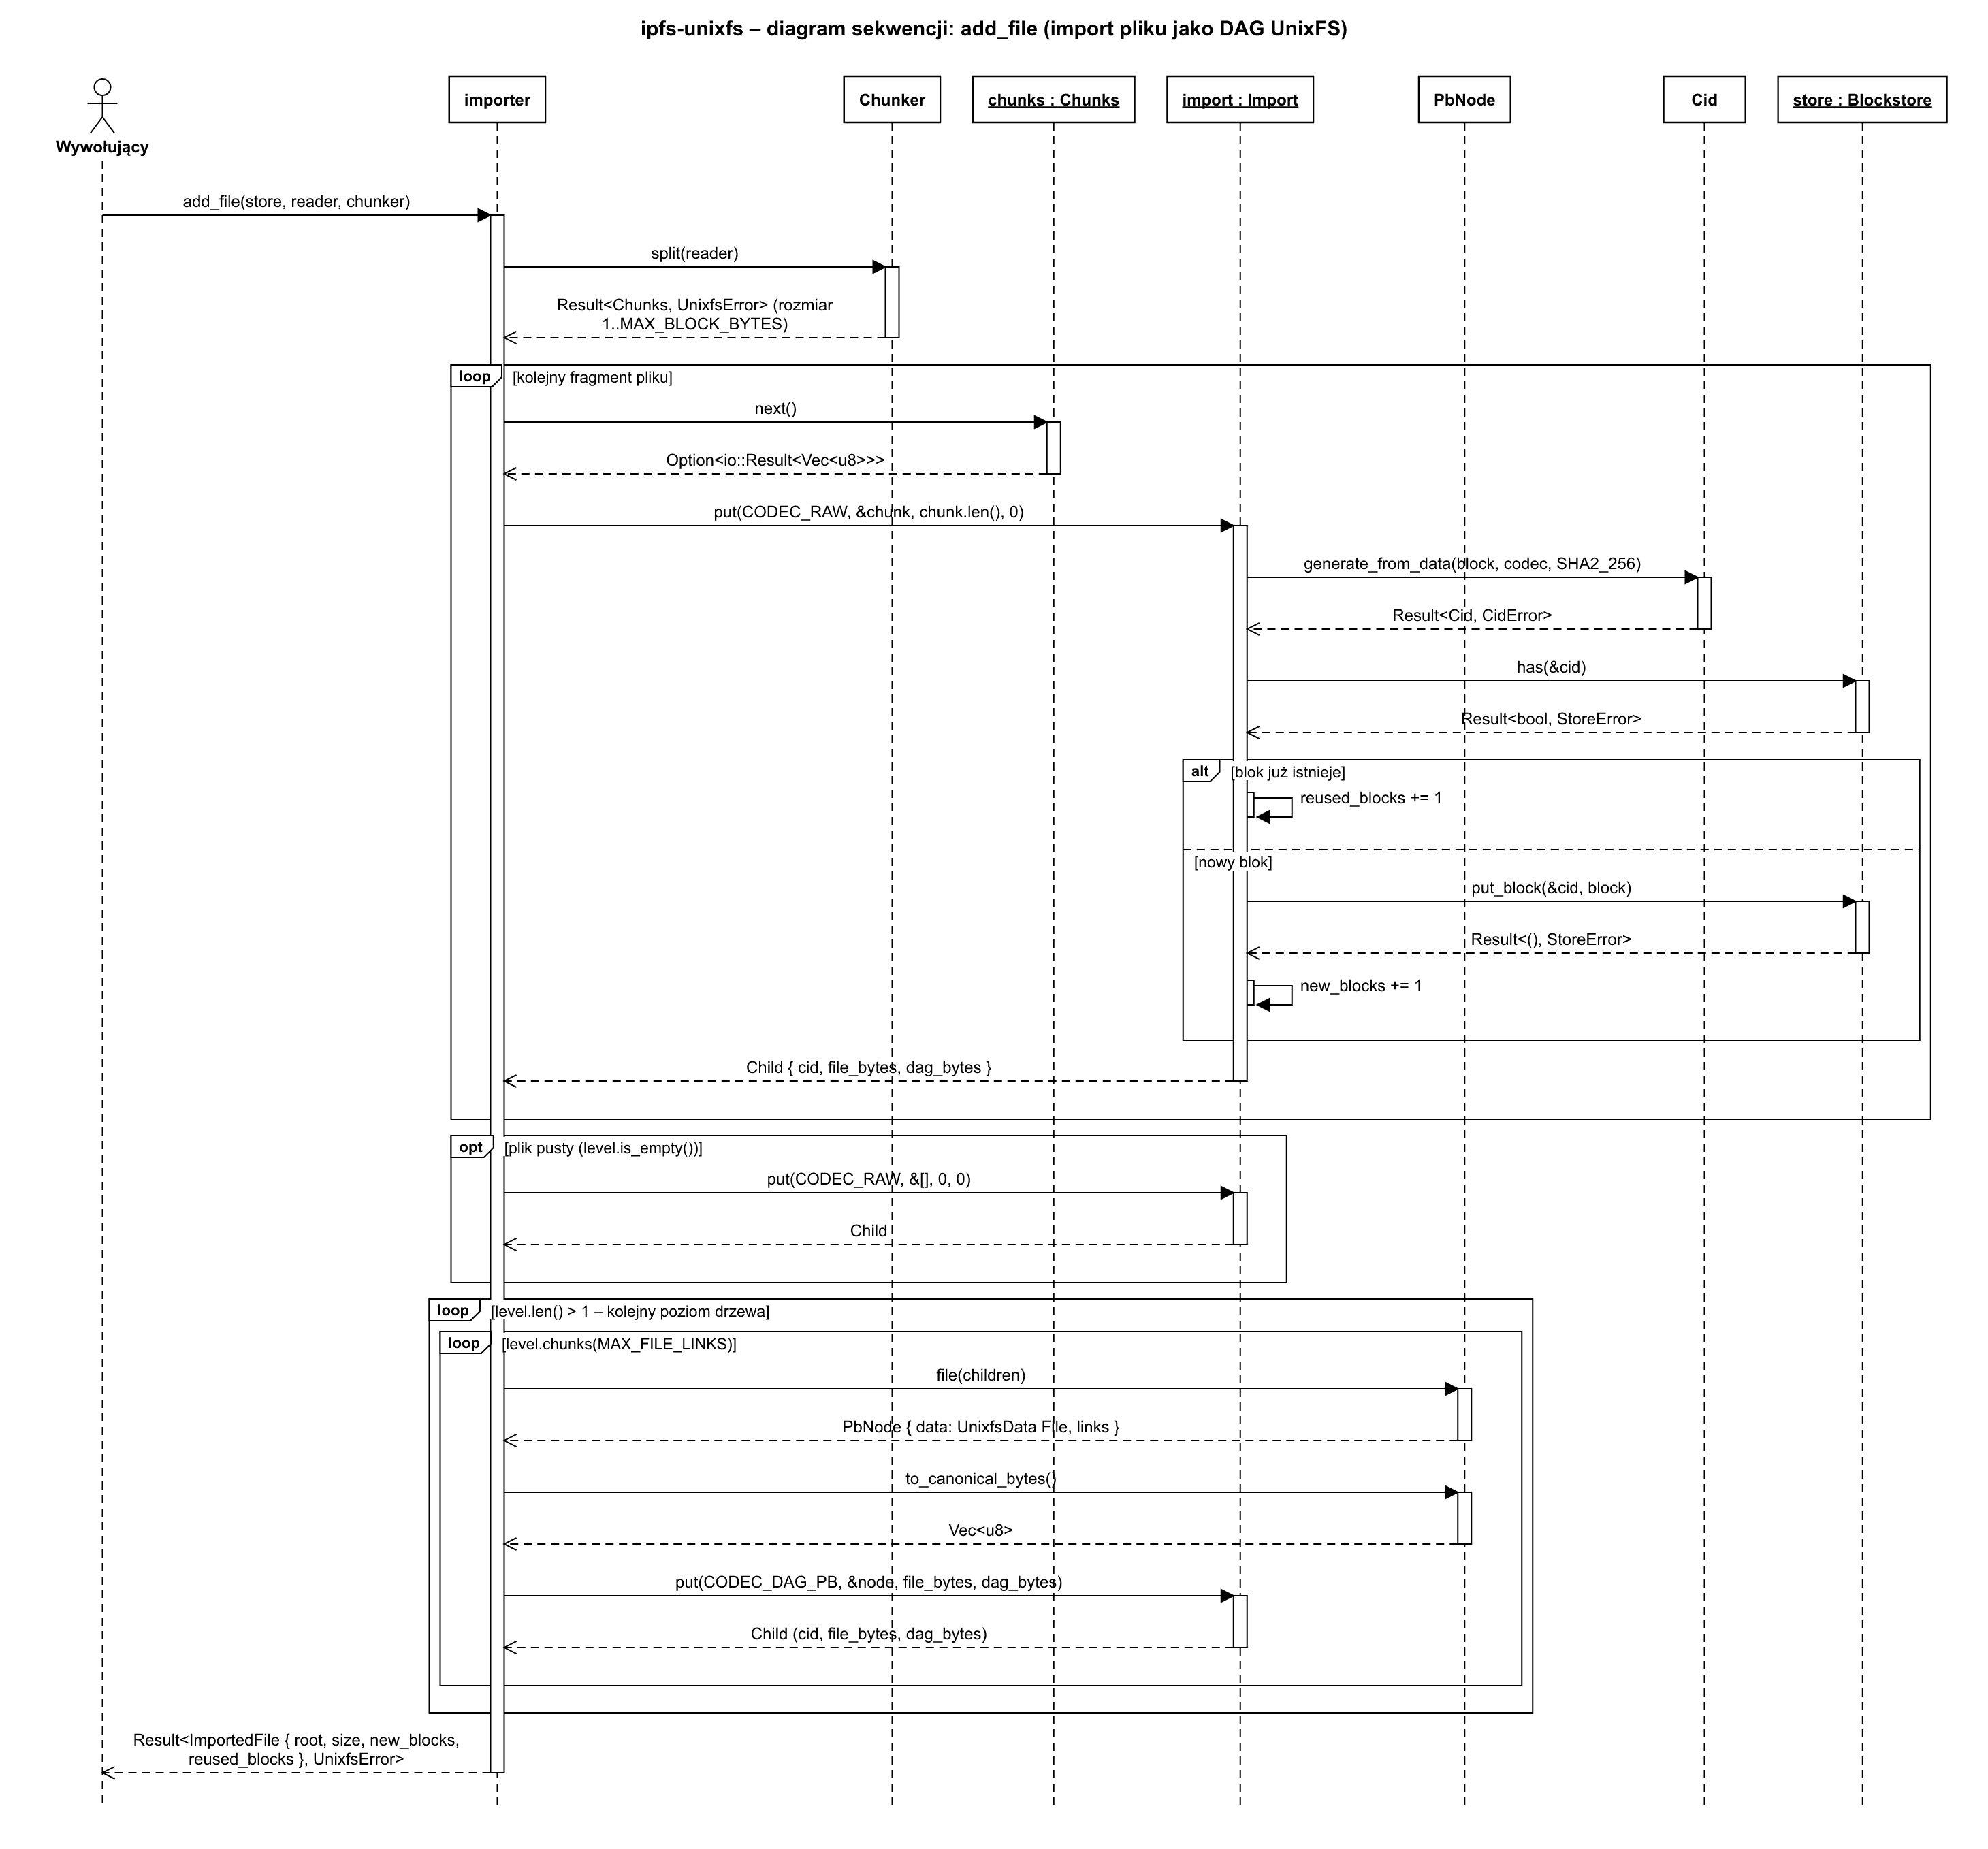 ipfs-unixfs – diagram sekwencji: add_file (import pliku jako DAG UnixFS)
Wywołujący
importer
Chunker
chunks : Chunks
import : Import
PbNode
Cid
store : Blockstore
add_file(store, reader, chunker)
split(reader)
Result<Chunks, UnixfsError> (rozmiar
1..MAX_BLOCK_BYTES)
loop [kolejny fragment pliku]
next()
Option<io::Result<Vec<u8>>>
put(CODEC_RAW, &chunk, chunk.len(), 0)
generate_from_data(block, codec, SHA2_256)
Result<Cid, CidError>
has(&cid)
Result<bool, StoreError>
alt [blok już istnieje]
reused_blocks += 1
[nowy blok]
put_block(&cid, block)
Result<(), StoreError>
new_blocks += 1
Child { cid, file_bytes, dag_bytes }
opt [plik pusty (level.is_empty())]
put(CODEC_RAW, &[], 0, 0)
Child
loop [level.len() > 1 – kolejny poziom drzewa]
loop [level.chunks(MAX_FILE_LINKS)]
file(children)
PbNode { data: UnixfsData File, links }
to_canonical_bytes()
Vec<u8>
put(CODEC_DAG_PB, &node, file_bytes, dag_bytes)
Child (cid, file_bytes, dag_bytes)
Result<ImportedFile { root, size, new_blocks,
reused_blocks }, UnixfsError>